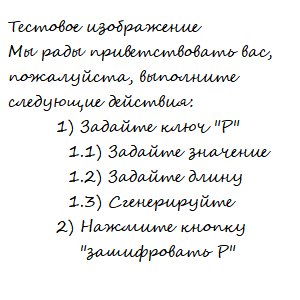 Тестовое изображение
Мы рады приветствовать вас,
пожалуйста, выполните
следующие действия:
1) Задайте ключ "Р"
1.1) Задайте значение
1.2) Задайте длину
1.3) Сгенерируйте
2) Нажмите кнопку
"зашифровать Р"